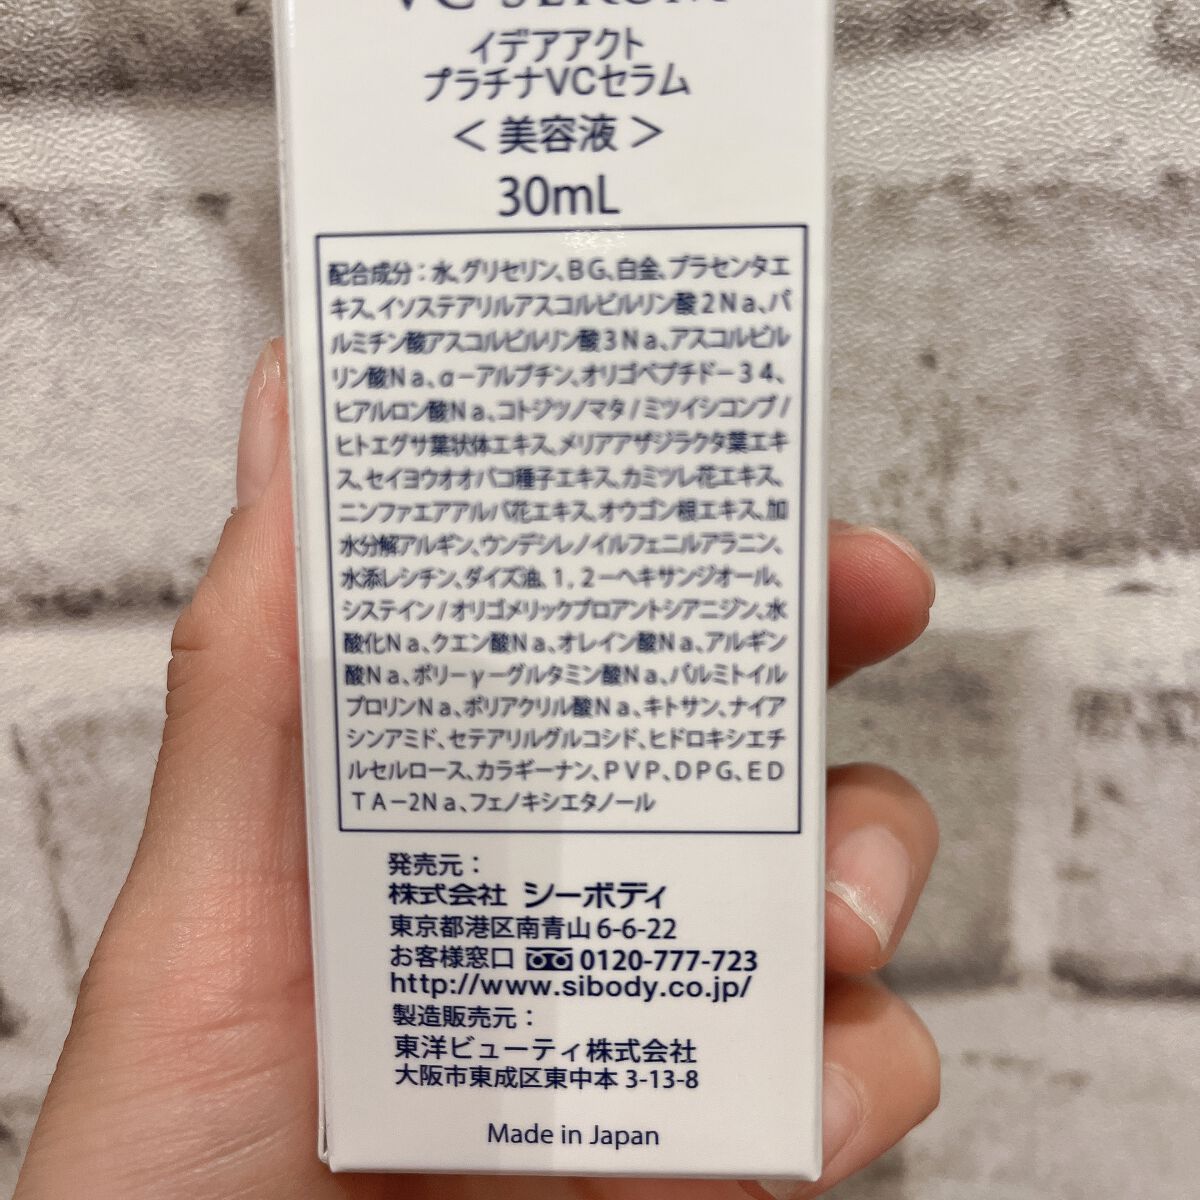 VC SERUM
イデアアクト
プラチナVCセラム
＜ 美容液 ＞
30mL
配合成分：水、グリセリン、BG、白金、プラセンタエ
キス、イソステアリルアスコルビルリン酸2Na、パ
ルミチン酸アスコルビルリン酸3Na、アスコルビル
リン酸Na、α－アルブチン、オリゴペプチド－34、
ヒアルロン酸Na、コトジツノマタ/ミツイシコンブ/
ヒトエグサ葉状体エキス、メリアアザジラクタ葉エキ
ス、セイヨウオオバコ種子エキス、カミツレ花エキス、
ニンファエアアルバ花エキス、オウゴン根エキス、加
水分解アルギン、ウンデシレノイルフェニルアラニン、
水添レシチン、ダイズ油、1，2－ヘキサンジオール、
システイン/オリゴメリックプロアントシアニジン、水
酸化Na、クエン酸Na、オレイン酸Na、アルギン
酸Na、ポリ－γ－グルタミン酸Na、パルミトイル
プロリンNa、ポリアクリル酸Na、キトサン、ナイア
シンアミド、セテアリルグルコシド、ヒドロキシエチ
ルセルロース、カラギーナン、PVP、DPG、ED
TA－2Na、フェノキシエタノール
発売元：
株式会社 シーボディ
東京都港区南青山 6-6-22
お客様窓口 0120-777-723
http://www.sibody.co.jp/
製造販売元：
東洋ビューティ株式会社
大阪市東成区東中本 3-13-8
Made in Japan